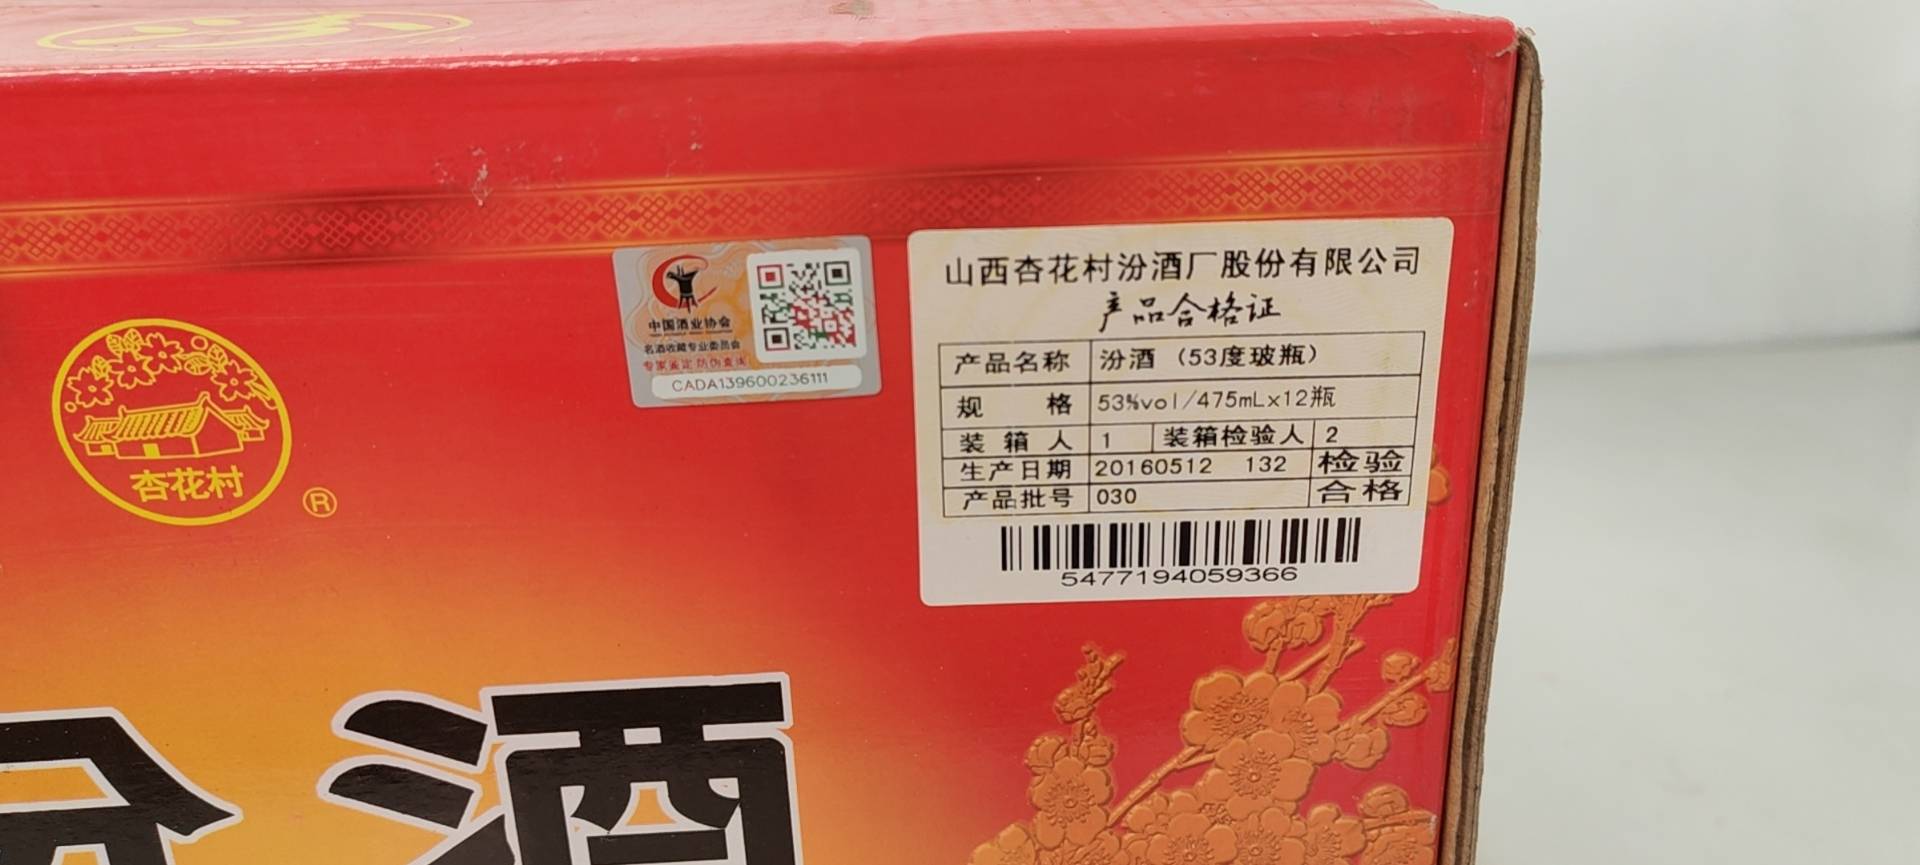 中国酒业协会
名酒收藏专业委员会
专家鉴定 防伪查询
CADA139600236111
山西杏花村汾酒厂股份有限公司
产品合格证
产品名称 汾酒（53度玻瓶）
规 格 53%vol/475mL×12瓶
装箱人 1 装箱检验人 2
生产日期 20160512 132 检验
产品批号 030 合格
5477194059366
杏花村
®
汾酒